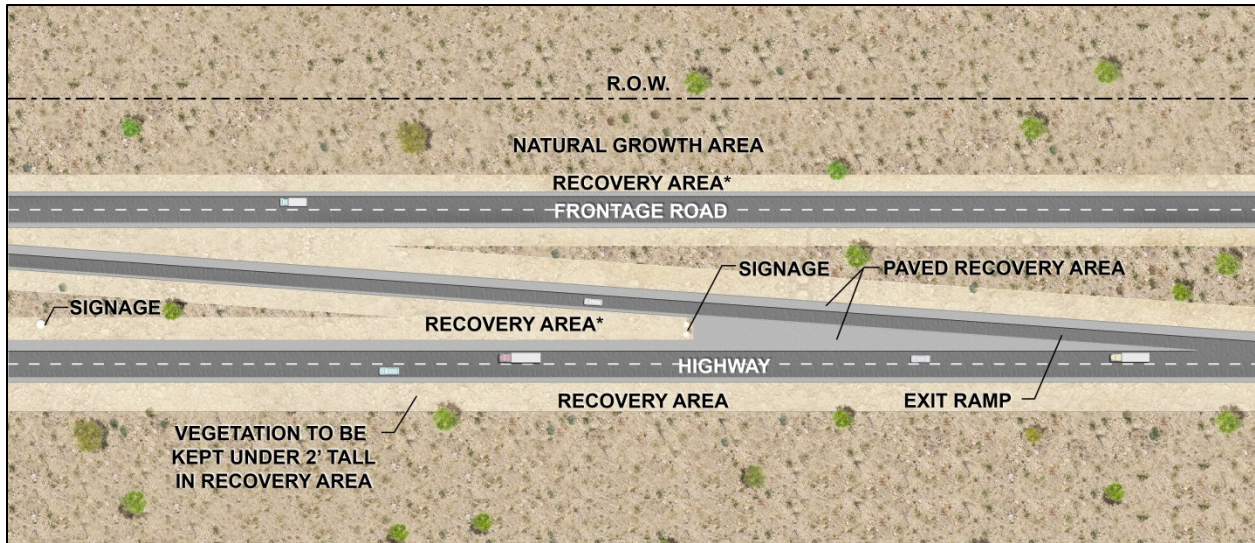 R.O.W.
NATURAL GROWTH AREA
RECOVERY AREA*
FRONTAGE ROAD
SIGNAGE
PAVED RECOVERY AREA
SIGNAGE
RECOVERY AREA*
HIGHWAY
RECOVERY AREA
EXIT RAMP
VEGETATION TO BE
KEPT UNDER 2' TALL
IN RECOVERY AREA